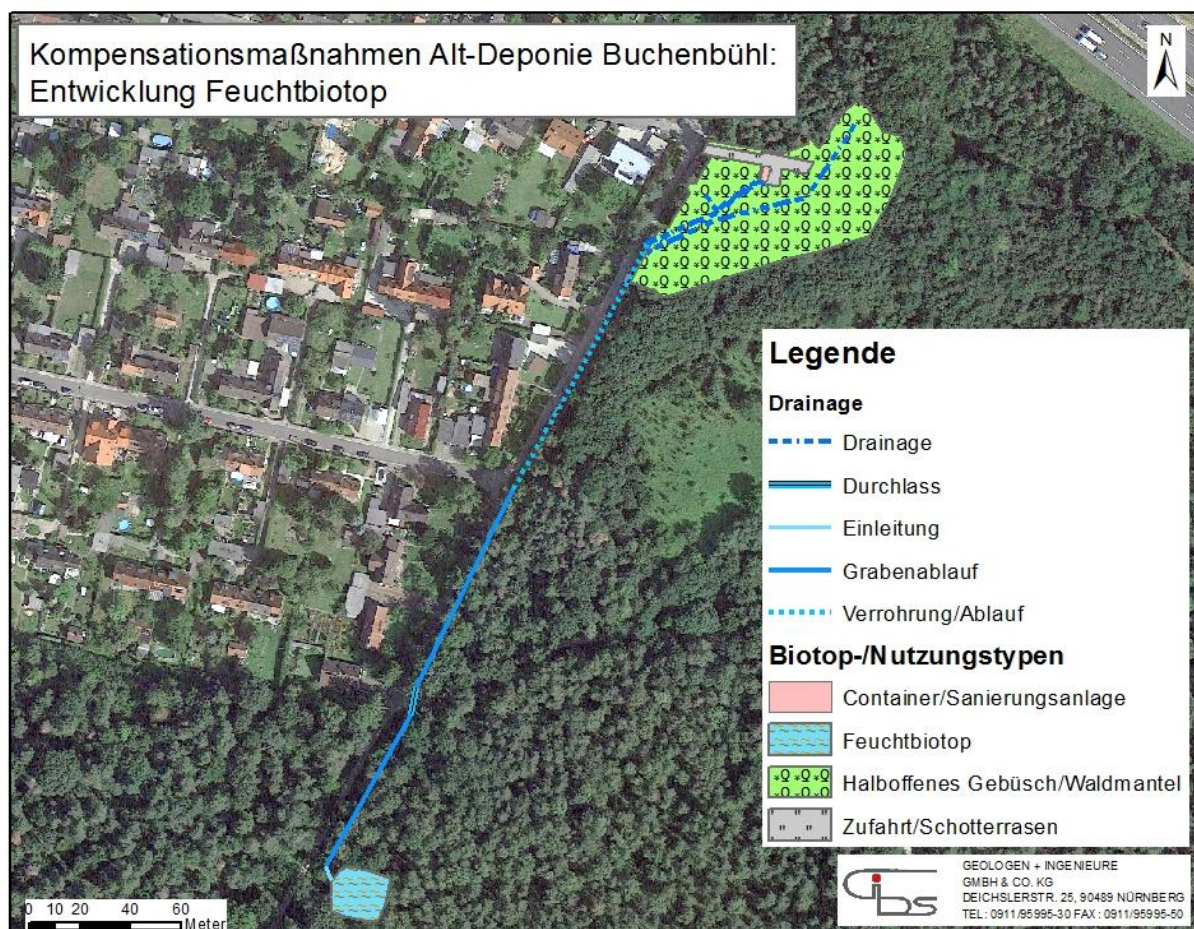 Kompensationsmaßnahmen Alt-Deponie Buchenbühl:
Entwicklung Feuchtbiotop
N
Legende
Drainage
Drainage
Durchlass
Einleitung
Grabenablauf
Verrohrung/Ablauf
Biotop-/Nutzungstypen
Container/Sanierungsanlage
Feuchtbiotop
Halboffenes Gebüsch/Waldmantel
Zufahrt/Schotterrasen
0 10 20 40 60
Meter
GIBS
GEOLOGEN + INGENIEURE
GMBH & CO. KG
DEICHSLERSTR. 25, 90489 NÜRNBERG
TEL: 0911/95995-30 FAX: 0911/95995-50